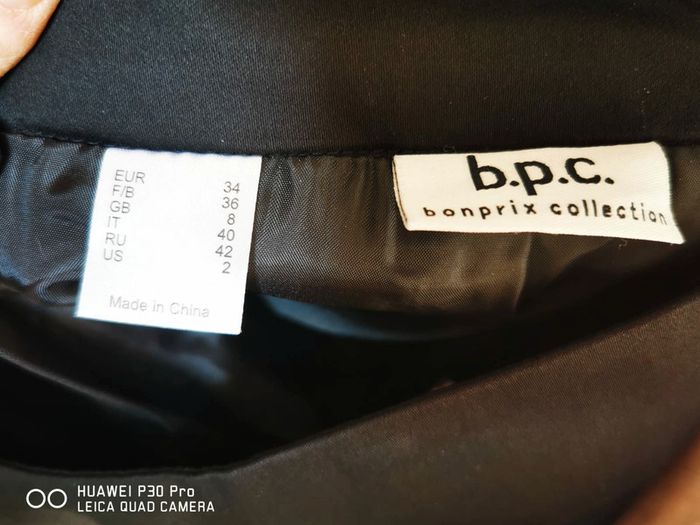 EUR 34
F/B 36
GB 8
IT 40
RU 42
US 2
Made in China
b.p.c.
bonprix collection
HUAWEI P30 Pro
LEICA QUAD CAMERA